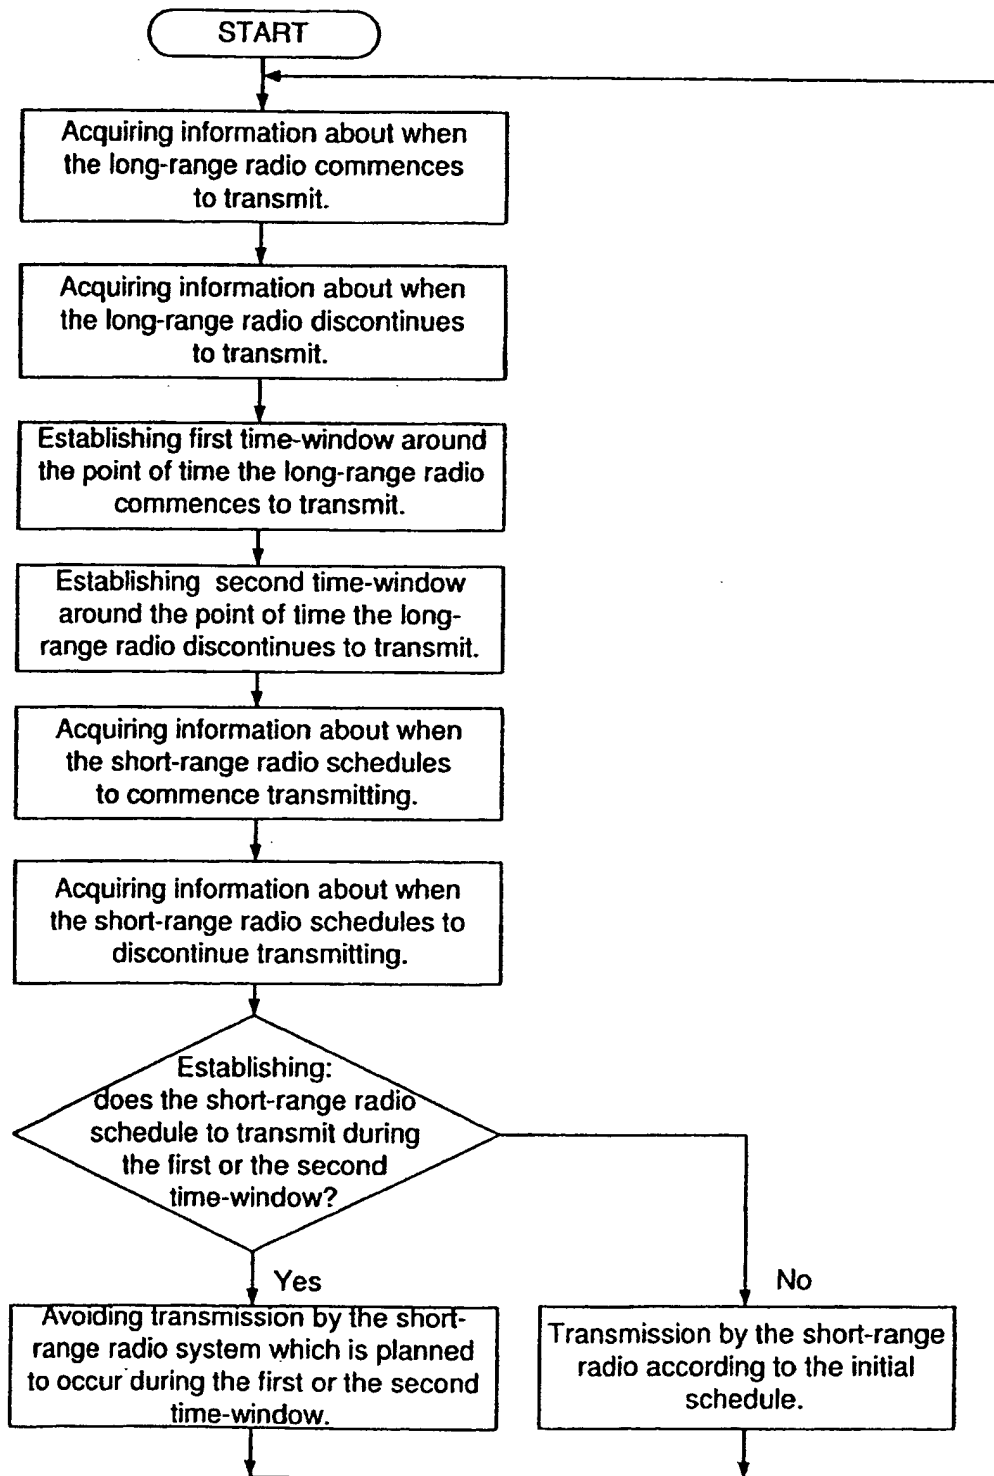 START
Acquiring information about when
the long-range radio commences
to transmit.
Acquiring information about when
the long-range radio discontinues
to transmit.
Establishing first time-window around
the point of time the long-range radio
commences to transmit.
Establishing second time-window
around the point of time the long-
range radio discontinues to transmit.
Acquiring information about when
the short-range radio schedules
to commence transmitting.
Acquiring information about when
the short-range radio schedules to
discontinue transmitting.
Establishing:
does the short-range radio
schedule to transmit during
the first or the second
time-window?
Yes
No
Avoiding transmission by the short-
range radio system which is planned
to occur during the first or the second
time-window.
Transmission by the short-range
radio according to the initial
schedule.